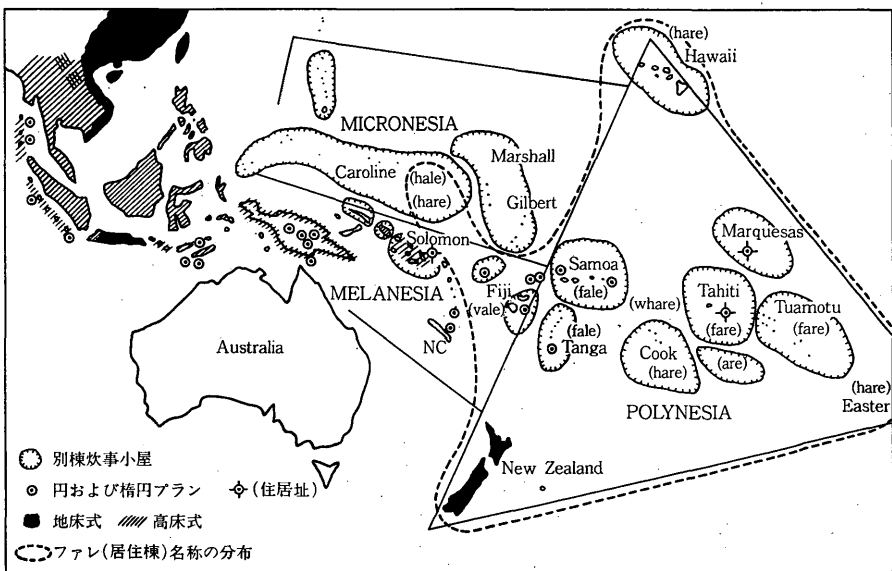 (hare)
Hawaii
MICRONESIA
Marshall
Caroline
(hale)
(hare)
Gilbert
Marquesas
Solomon
Samoa
(fale)
Fiji
(vale)
MELANESIA
(whare)
Tahiti
(fare)
Tuamotu
(fare)
(fale)
Tanga
NC
Cook
(hare)
(are)
(hare)
Easter
Australia
POLYNESIA
New Zealand
別棟炊事小屋
円および楕円プラン (住居址)
地床式 高床式
ファレ(居住棟)名称の分布